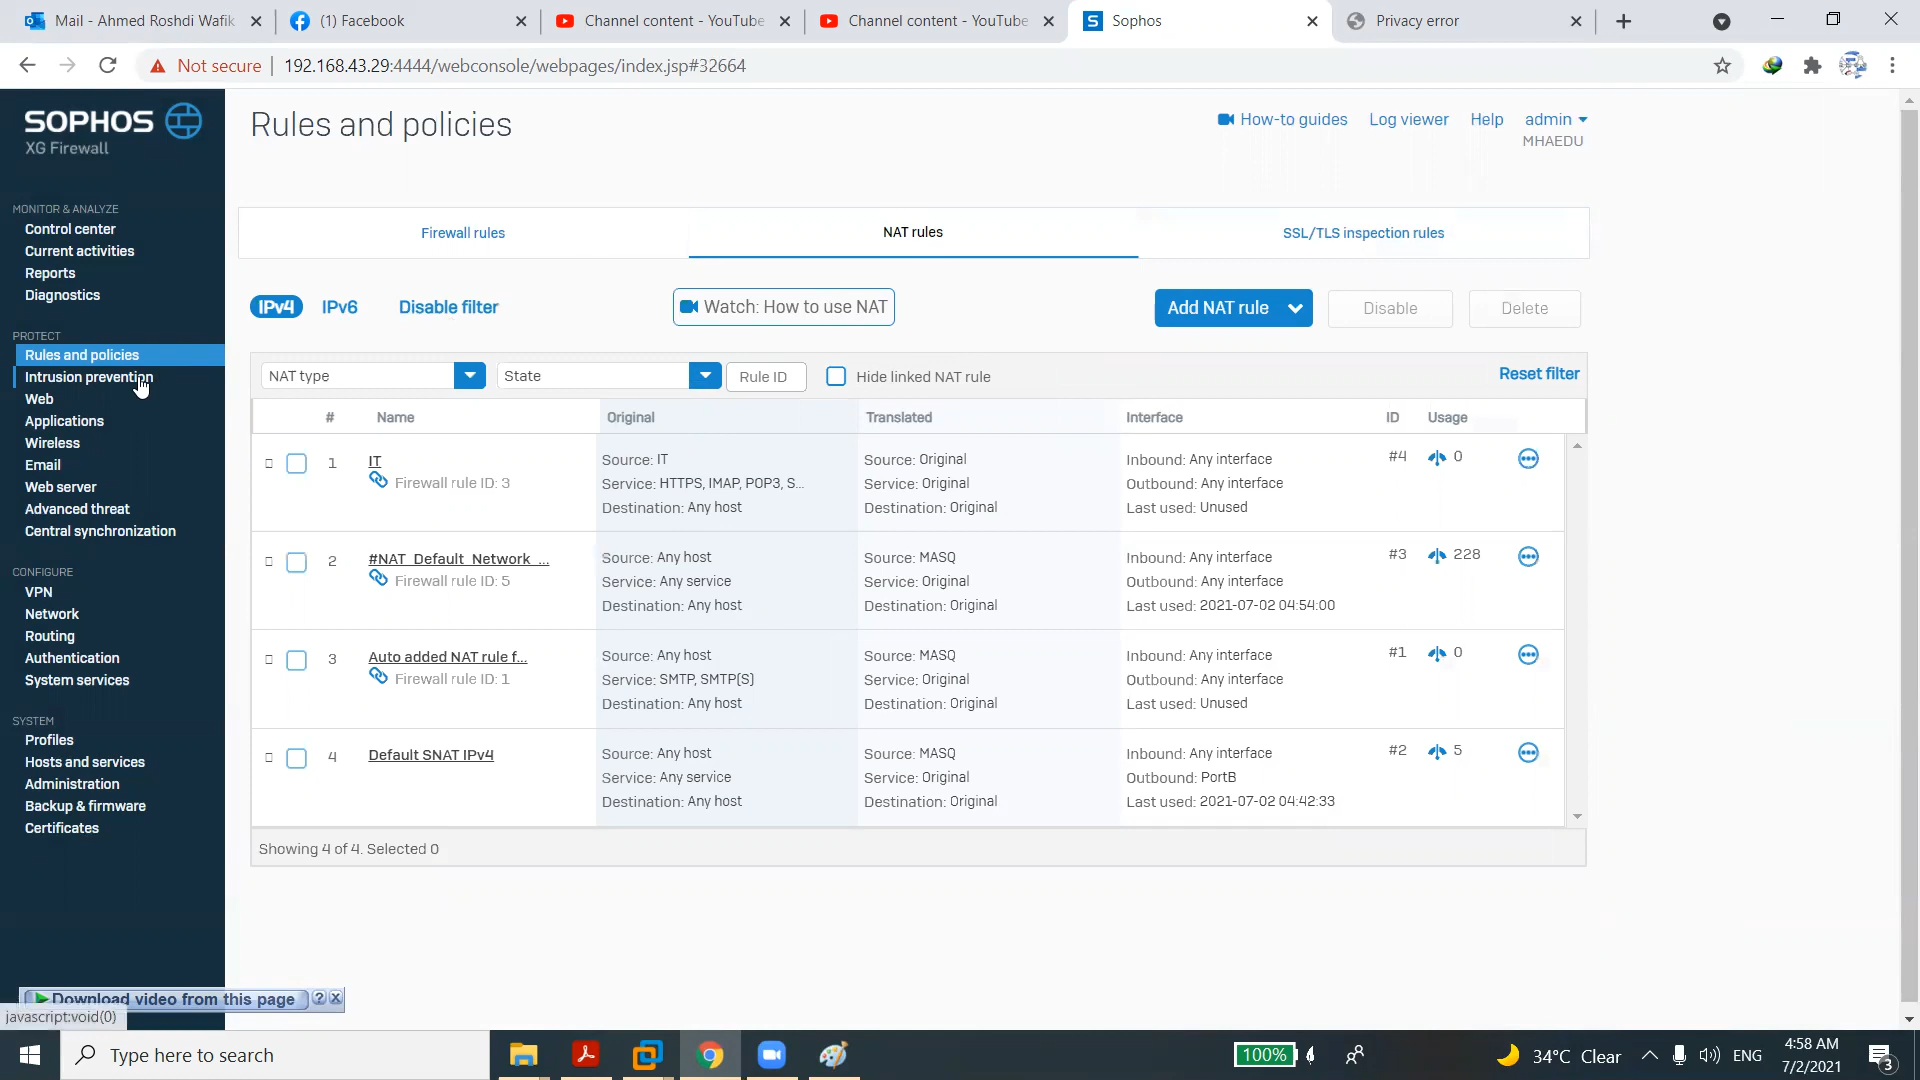 Mail - Ahmed Roshdi Wafik
(1) Facebook
Channel content - YouTube
Channel content - YouTube
Sophos
Privacy error
Not secure
192.168.43.29:4444/webconsole/webpages/index.jsp#32664
SOPHOS
XG Firewall
Rules and policies
How-to guides
Log viewer
Help
admin
MHAEDU
MONITOR & ANALYZE
Control center
Current activities
Reports
Diagnostics
PROTECT
Rules and policies
Intrusion prevention
Web
Applications
Wireless
Email
Web server
Advanced threat
Central synchronization
CONFIGURE
VPN
Network
Routing
Authentication
System services
SYSTEM
Profiles
Hosts and services
Administration
Backup & firmware
Certificates
Firewall rules
NAT rules
SSL/TLS inspection rules
IPv4
IPv6
Disable filter
Watch: How to use NAT
Add NAT rule
Disable
Delete
NAT type
State
Rule ID
Hide linked NAT rule
Reset filter
# Name Original Translated Interface ID Usage
1 IT
Firewall rule ID: 3
Source: IT
Service: HTTPS, IMAP, POP3, S...
Destination: Any host
Source: Original
Service: Original
Destination: Original
Inbound: Any interface
Outbound: Any interface
Last used: Unused
#4 0
2 #NAT_Default_Network_...
Firewall rule ID: 5
Source: Any host
Service: Any service
Destination: Any host
Source: MASQ
Service: Original
Destination: Original
Inbound: Any interface
Outbound: Any interface
Last used: 2021-07-02 04:54:00
#3 228
3 Auto added NAT rule f...
Firewall rule ID: 1
Source: Any host
Service: SMTP, SMTP(S)
Destination: Any host
Source: MASQ
Service: Original
Destination: Original
Inbound: Any interface
Outbound: Any interface
Last used: Unused
#1 0
4 Default SNAT IPv4
Source: Any host
Service: Any service
Destination: Any host
Source: MASQ
Service: Original
Destination: Original
Inbound: Any interface
Outbound: PortB
Last used: 2021-07-02 04:42:33
#2 5
Showing 4 of 4. Selected 0
Download video from this page ? X
javascript:void(0)
Type here to search
100%
34°C Clear
ENG
4:58 AM
7/2/2021
3